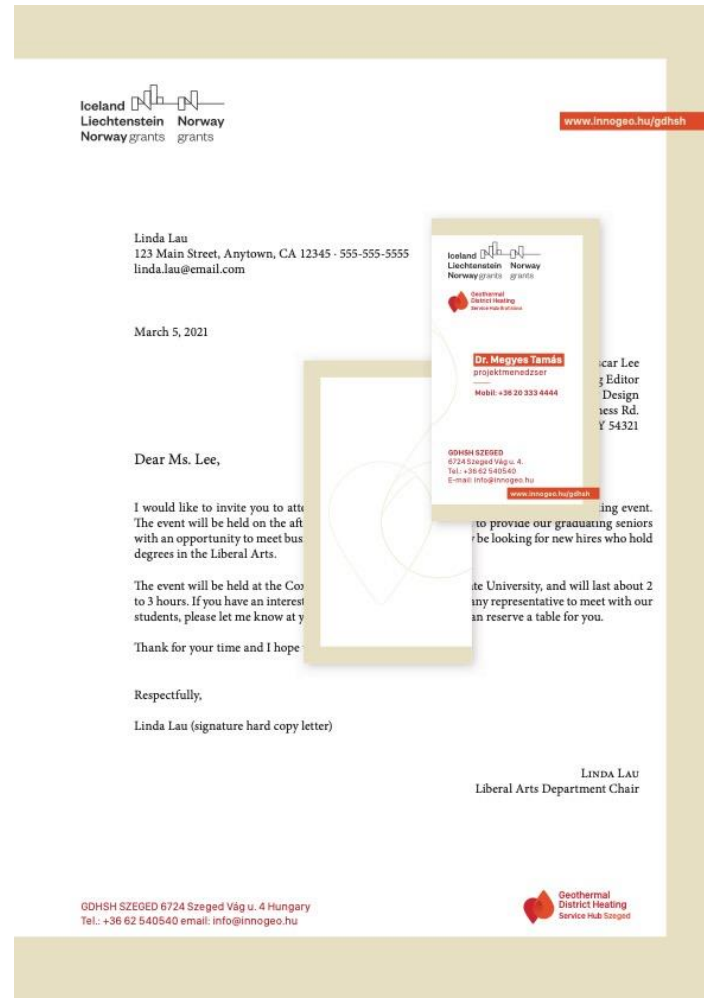 Iceland
Liechtenstein Norway
Norway grants grants
www.innogeo.hu/gdhsh
Linda Lau
123 Main Street, Anytown, CA 12345 · 555-555-5555
linda.lau@email.com
March 5, 2021
car Lee
Editor
Design
ness Rd.
Y 54321
Dear Ms. Lee,
I would like to invite you to atte ing event.
The event will be held on the aft to provide our graduating seniors
with an opportunity to meet bus be looking for new hires who hold
degrees in the Liberal Arts.
The event will be held at the Cox te University, and will last about 2
to 3 hours. If you have an interest any representative to meet with our
students, please let me know at y an reserve a table for you.
Thank for your time and I hope
Respectfully,
Linda Lau (signature hard copy letter)
Linda Lau
Liberal Arts Department Chair
Iceland
Liechtenstein Norway
Norway grants grants
Geothermal
District Heating
Service Hub
Dr. Megyes Tamás
projektmenedzser
Mobil: +36 20 333 4444
GDHSH SZEGED
6724 Szeged Vág u. 4.
Tel.: +36 62 540540
E-mail: info@innogeo.hu
www.innogeo.hu/gdhsh
GDHSH SZEGED 6724 Szeged Vág u. 4 Hungary
Tel.: +36 62 540540 email: info@innogeo.hu
Geothermal
District Heating
Service Hub Szeged